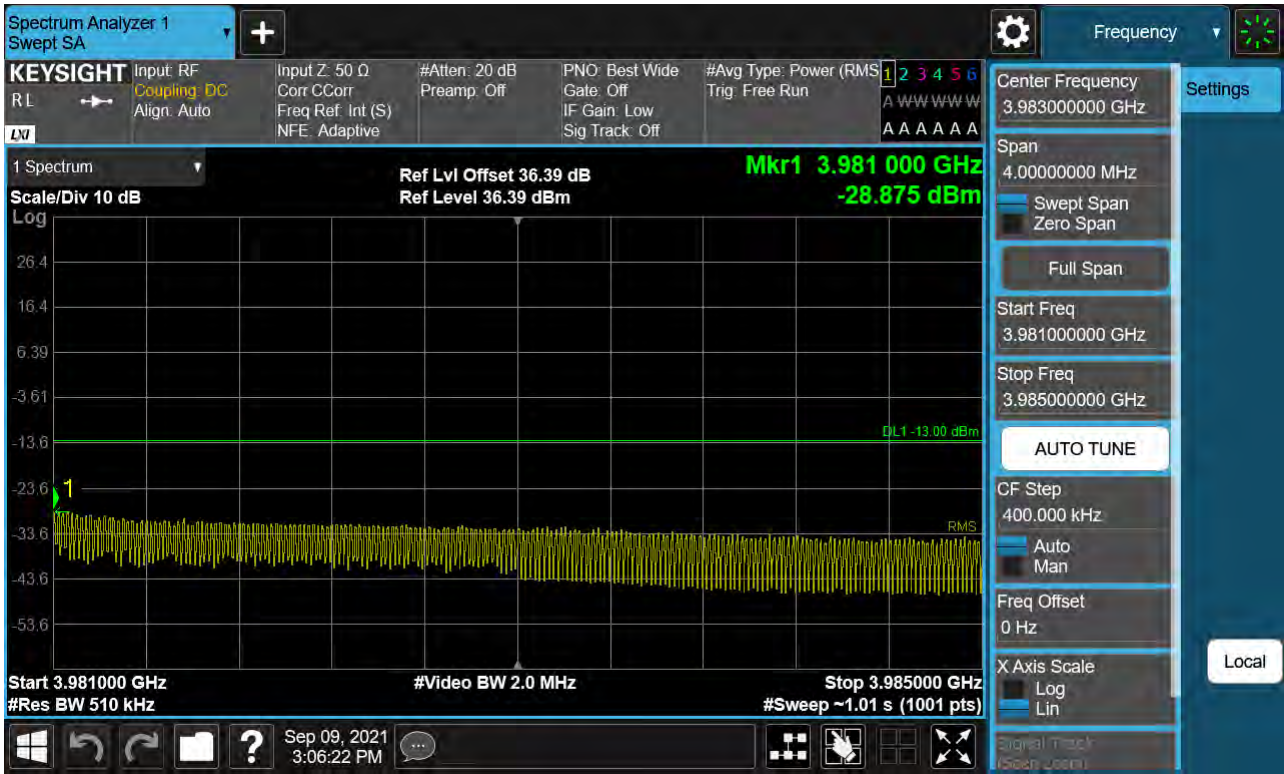 Spectrum Analyzer 1
Swept SA
+
Frequency
KEYSIGHT
RL
LXI
Input: RF
Coupling: DC
Align: Auto
Input Z: 50 Ω
Corr CCorr
Freq Ref: Int (S)
NFE: Adaptive
#Atten: 20 dB
Preamp: Off
PNO: Best Wide
Gate: Off
IF Gain: Low
Sig Track: Off
#Avg Type: Power (RMS
Trig: Free Run
1 2 3 4 5 6
A W W W W W
A A A A A A
1 Spectrum
Scale/Div 10 dB
Ref Lvl Offset 36.39 dB
Ref Level 36.39 dBm
Mkr1 3.981 000 GHz
-28.875 dBm
Log
26.4
16.4
6.39
-3.61
-13.6
-23.6
-33.6
-43.6
-53.6
DL1 -13.00 dBm
1
RMS
Start 3.981000 GHz
#Res BW 510 kHz
#Video BW 2.0 MHz
Stop 3.985000 GHz
#Sweep ~1.01 s (1001 pts)
Center Frequency
3.983000000 GHz
Span
4.00000000 MHz
Swept Span
Zero Span
Full Span
Start Freq
3.981000000 GHz
Stop Freq
3.985000000 GHz
AUTO TUNE
CF Step
400.000 kHz
Auto
Man
Freq Offset
0 Hz
X Axis Scale
Log
Lin
Signal Track
(Span Zoom)
Settings
Local
?
Sep 09, 2021
3:06:22 PM